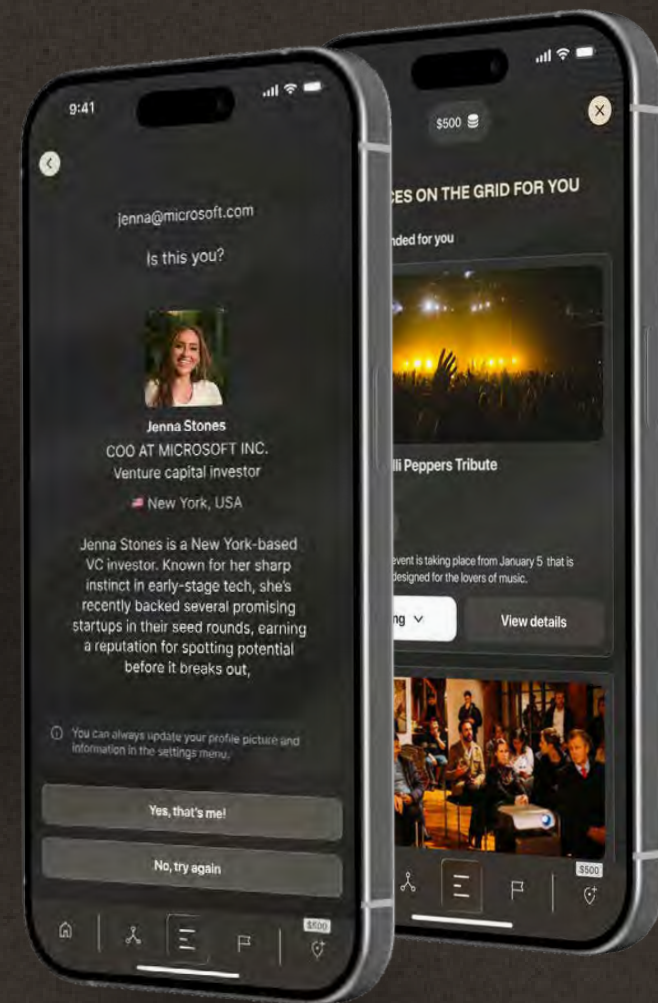 9:41
jenna@microsoft.com
Is this you?
Jenna Stones
COO AT MICROSOFT INC.
Venture capital investor
New York, USA
Jenna Stones is a New York-based
VC investor. Known for her sharp
instinct in early-stage tech, she's
recently backed several promising
startups in their seed rounds, earning
a reputation for spotting potential
before it breaks out,
You can always update your profile picture and
information in the settings menu.
Yes, that's me!
No, try again
$500
$500
CES ON THE GRID FOR YOU
nded for you
lli Peppers Tribute
event is taking place from January 5 that is
designed for the lovers of music.
ng
View details
$500